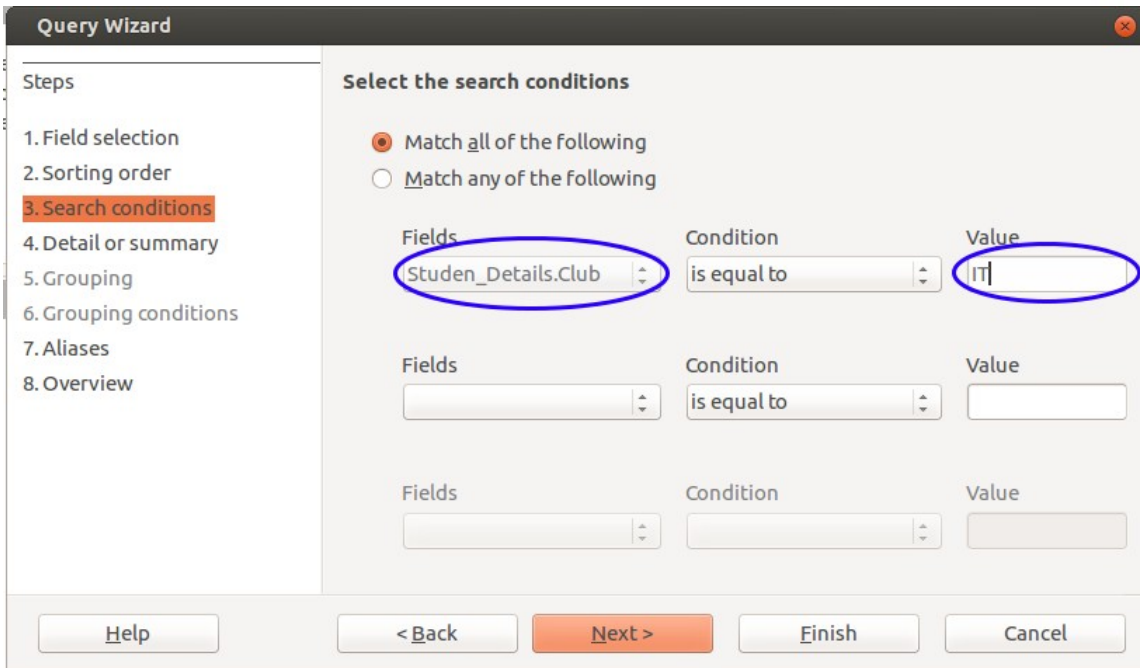 Query Wizard
Steps
1. Field selection
2. Sorting order
3. Search conditions
4. Detail or summary
5. Grouping
6. Grouping conditions
7. Aliases
8. Overview
Select the search conditions
Match all of the following
Match any of the following
Fields Condition Value
Studen_Details.Club is equal to IT
Fields Condition Value
is equal to
Fields Condition Value
Help < Back Next > Finish Cancel